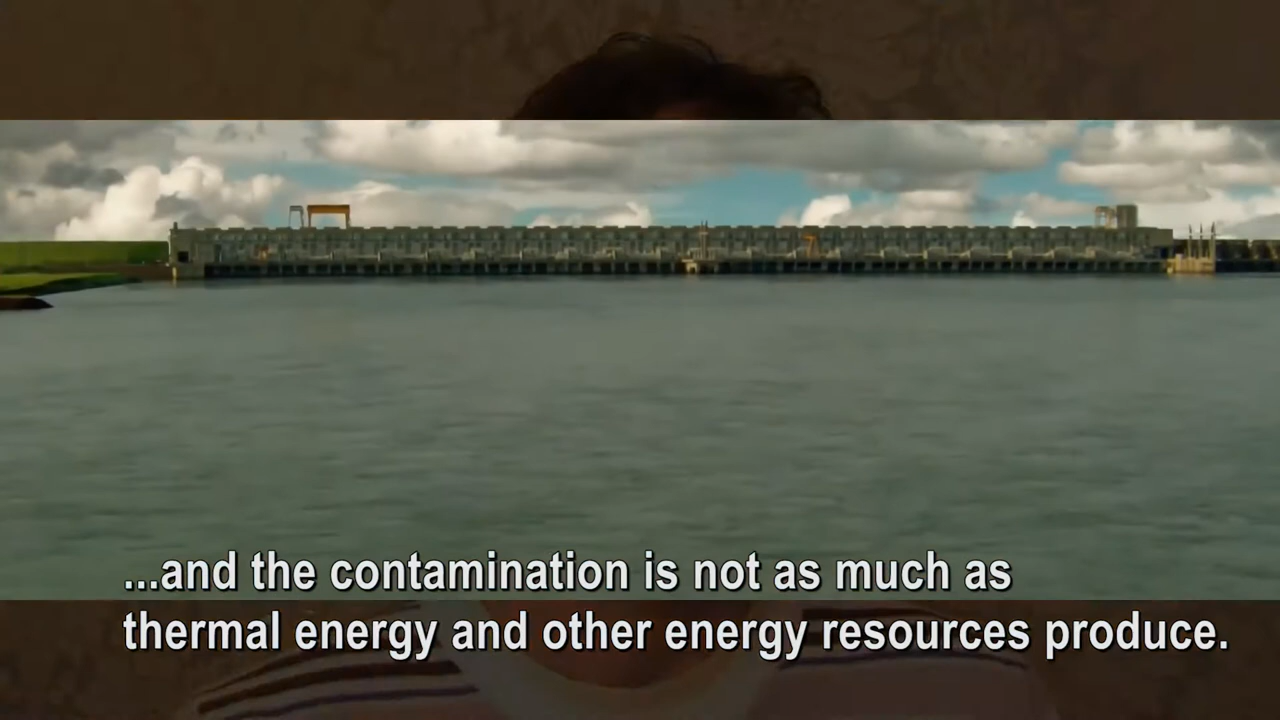 ...and the contamination is not as much as
thermal energy and other energy resources produce.